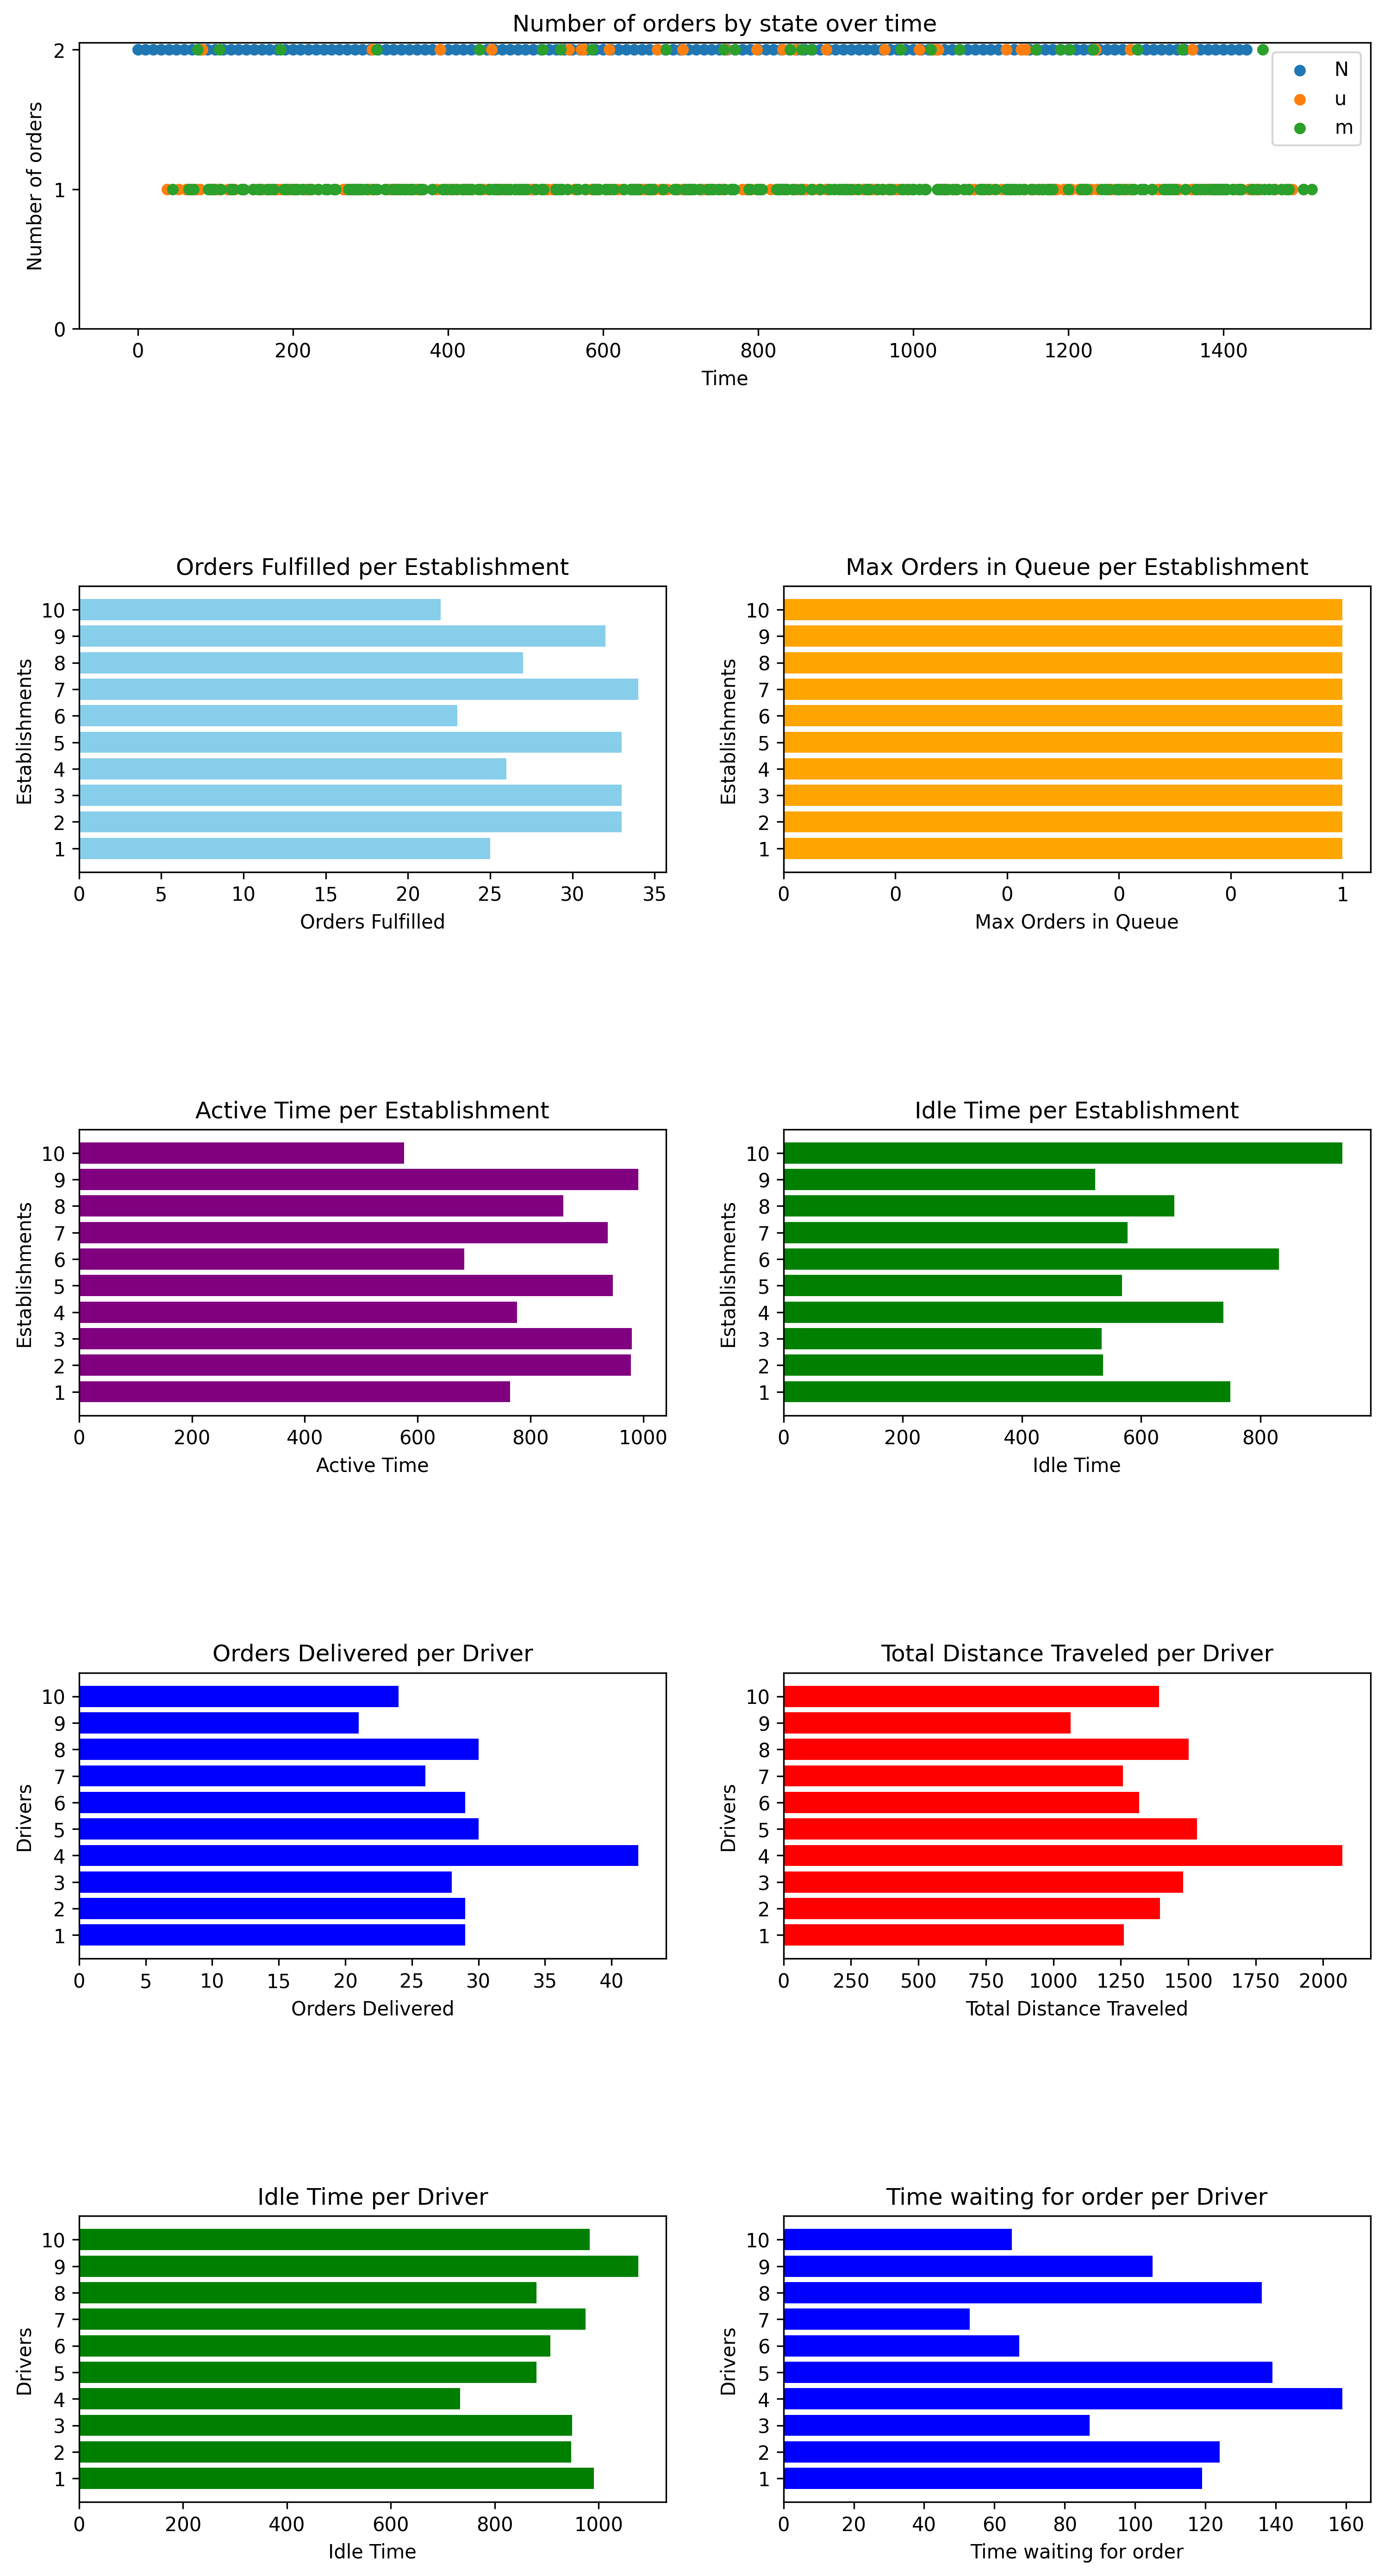 Number of orders by state over time
2
1
0
Number of orders
N
u
m
0 200 400 600 800 1000 1200 1400
Time
Orders Fulfilled per Establishment
10
9
8
7
6
5
4
3
2
1
Establishments
0 5 10 15 20 25 30 35
Orders Fulfilled
Max Orders in Queue per Establishment
10
9
8
7
6
5
4
3
2
1
Establishments
0 0 0 0 0 1
Max Orders in Queue
Active Time per Establishment
10
9
8
7
6
5
4
3
2
1
Establishments
0 200 400 600 800 1000
Active Time
Idle Time per Establishment
10
9
8
7
6
5
4
3
2
1
Establishments
0 200 400 600 800
Idle Time
Orders Delivered per Driver
10
9
8
7
6
5
4
3
2
1
Drivers
0 5 10 15 20 25 30 35 40
Orders Delivered
Total Distance Traveled per Driver
10
9
8
7
6
5
4
3
2
1
Drivers
0 250 500 750 1000 1250 1500 1750 2000
Total Distance Traveled
Idle Time per Driver
10
9
8
7
6
5
4
3
2
1
Drivers
0 200 400 600 800 1000
Idle Time
Time waiting for order per Driver
10
9
8
7
6
5
4
3
2
1
Drivers
0 20 40 60 80 100 120 140 160
Time waiting for order